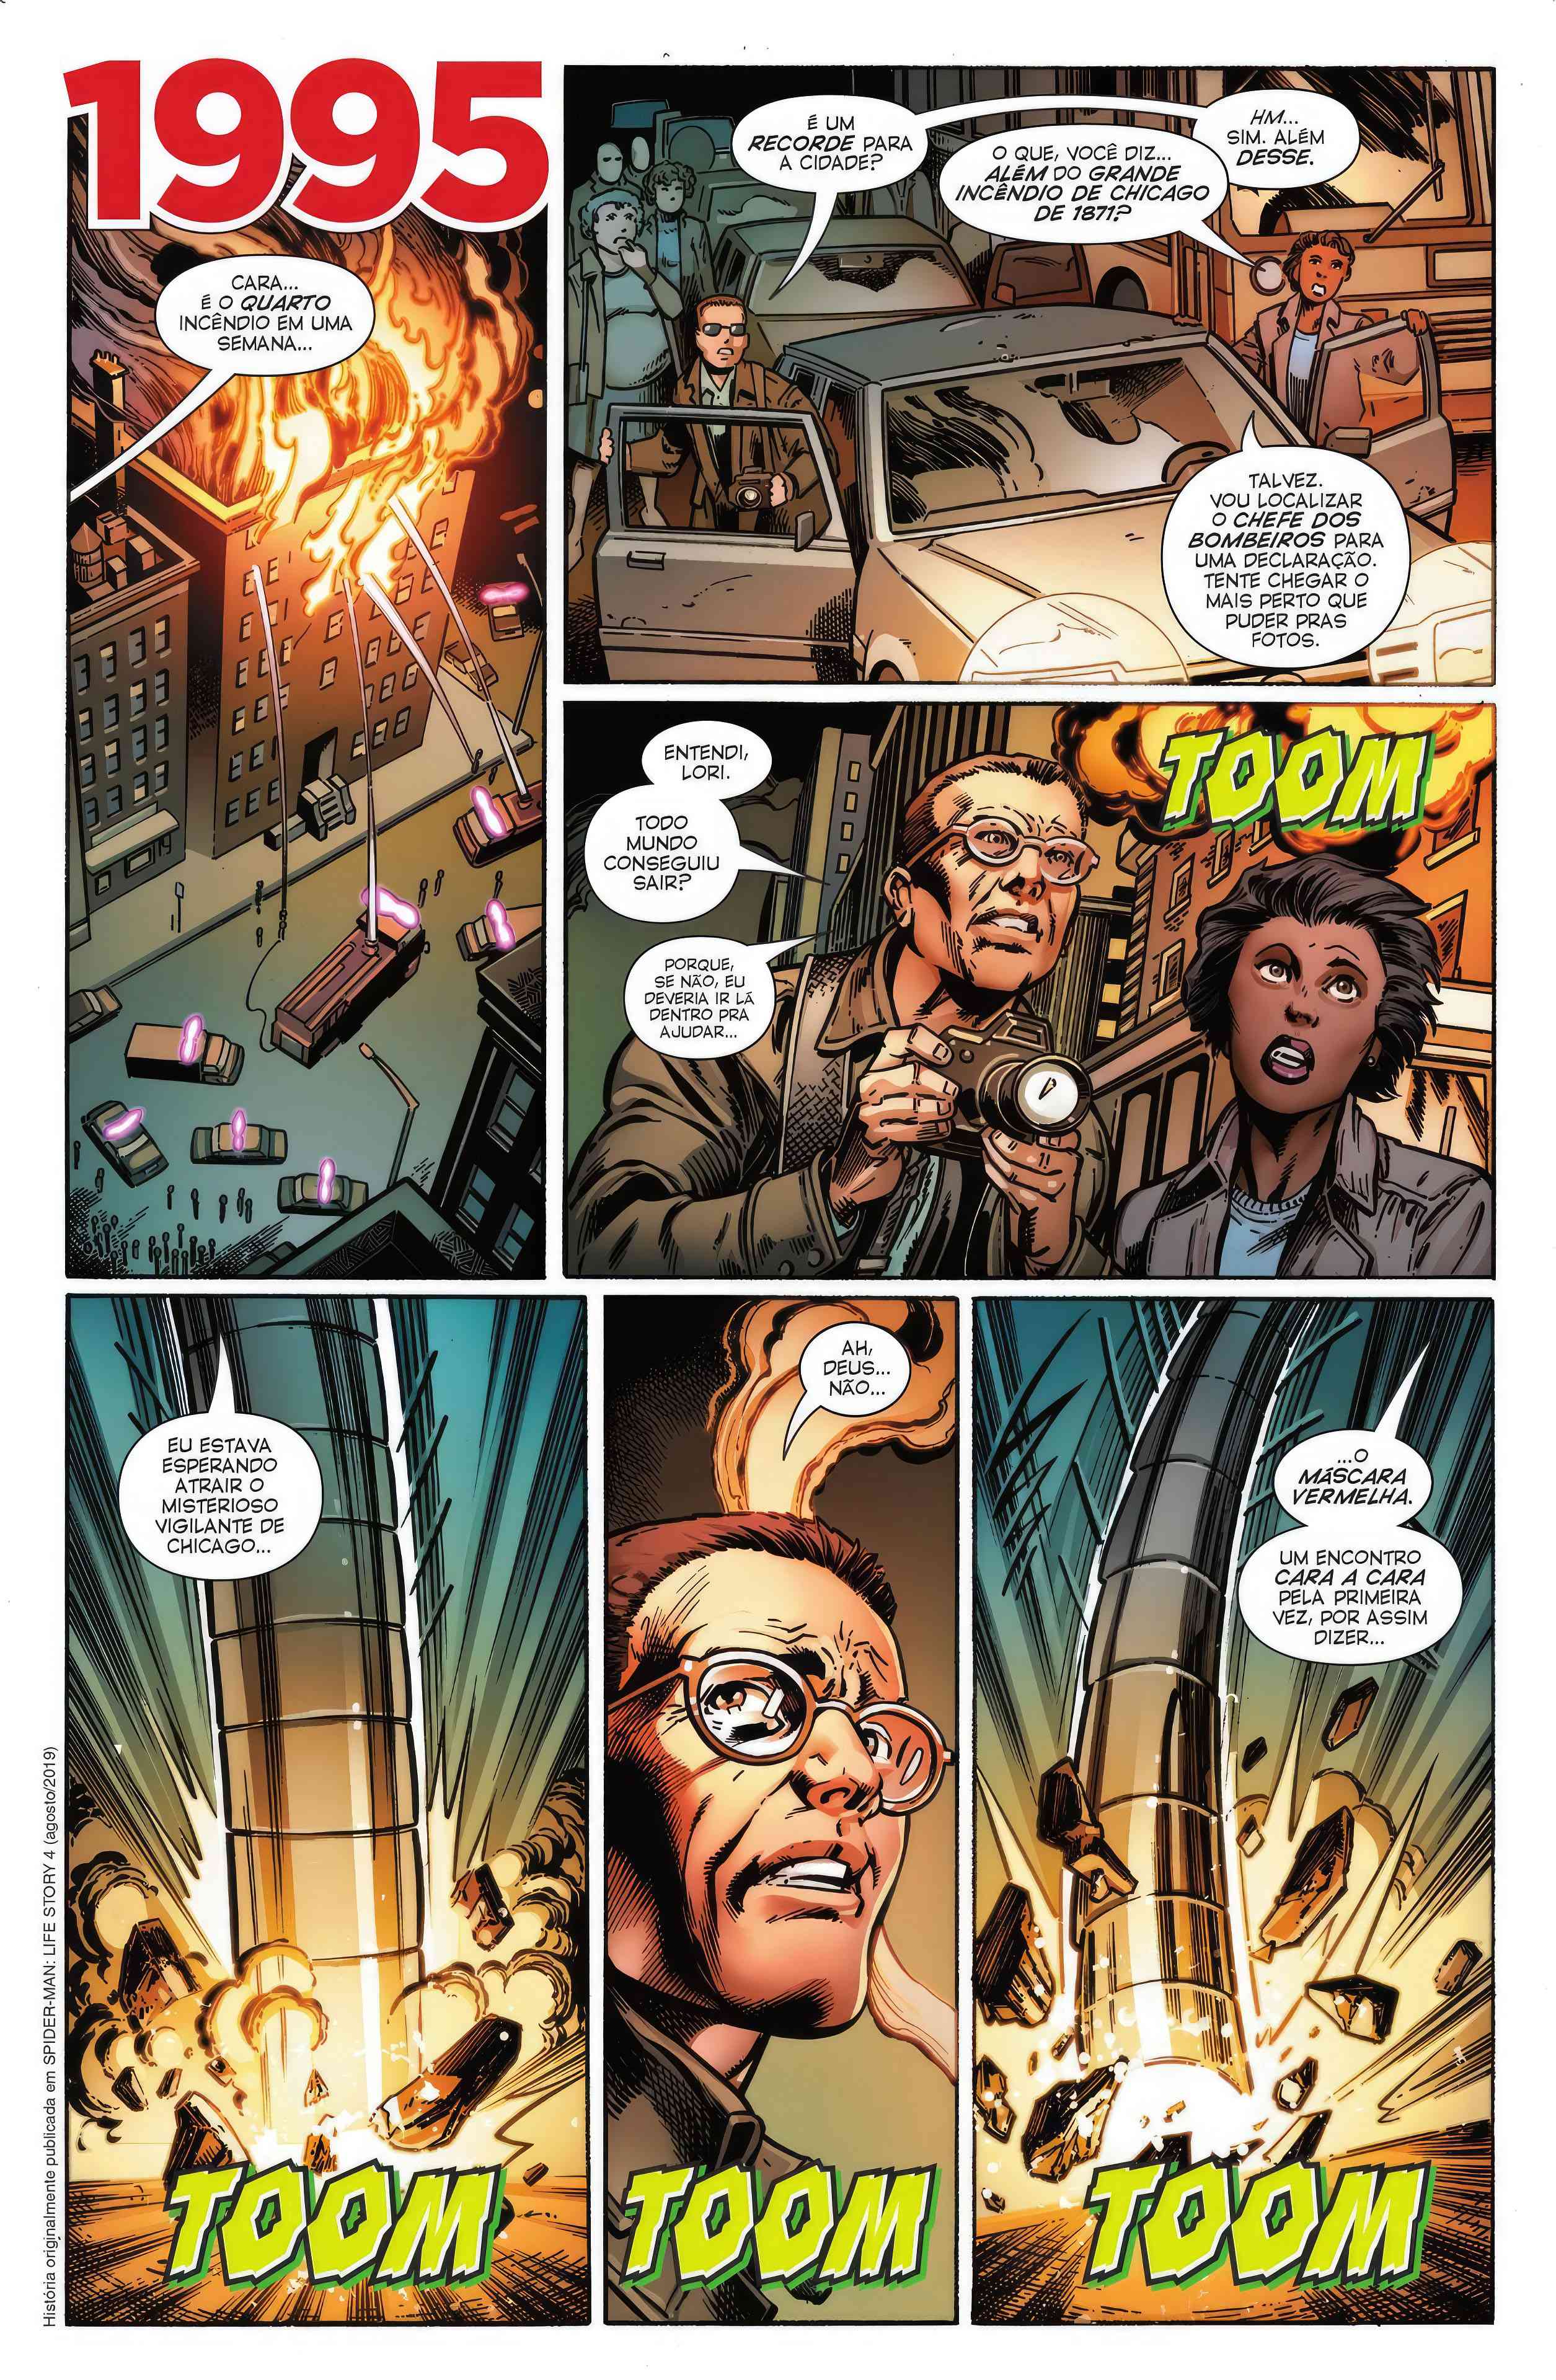 1995
CARA...
É O QUARTO
INCÊNDIO EM UMA
SEMANA...
É UM
RECORDE PARA
A CIDADE?
O QUE, VOCÊ DIZ...
ALÉM DO GRANDE
INCÊNDIO DE CHICAGO
DE 1871?
HM...
SIM. ALÉM
DESSE.
TALVEZ.
VOU LOCALIZAR
O CHEFE DOS
BOMBEIROS PARA
UMA DECLARAÇÃO.
TENTE CHEGAR O
MAIS PERTO QUE
PUDER PRAS
FOTOS.
ENTENDI,
LORI.
TODO
MUNDO
CONSEGUIU
SAIR?
PORQUE,
SE NÃO, EU
DEVERIA IR LÁ
DENTRO PRA
AJUDAR...
TOOM
EU ESTAVA
ESPERANDO
ATRAIR O
MISTERIOSO
VIGILANTE DE
CHICAGO...
TOOM
AH,
DEUS...
NÃO...
TOOM
...O
MÁSCARA
VERMELHA.
UM ENCONTRO
CARA A CARA
PELA PRIMEIRA
VEZ, POR ASSIM
DIZER...
TOOM
História originalmente publicada em SPIDER-MAN: LIFE STORY 4 (agosto/2019)